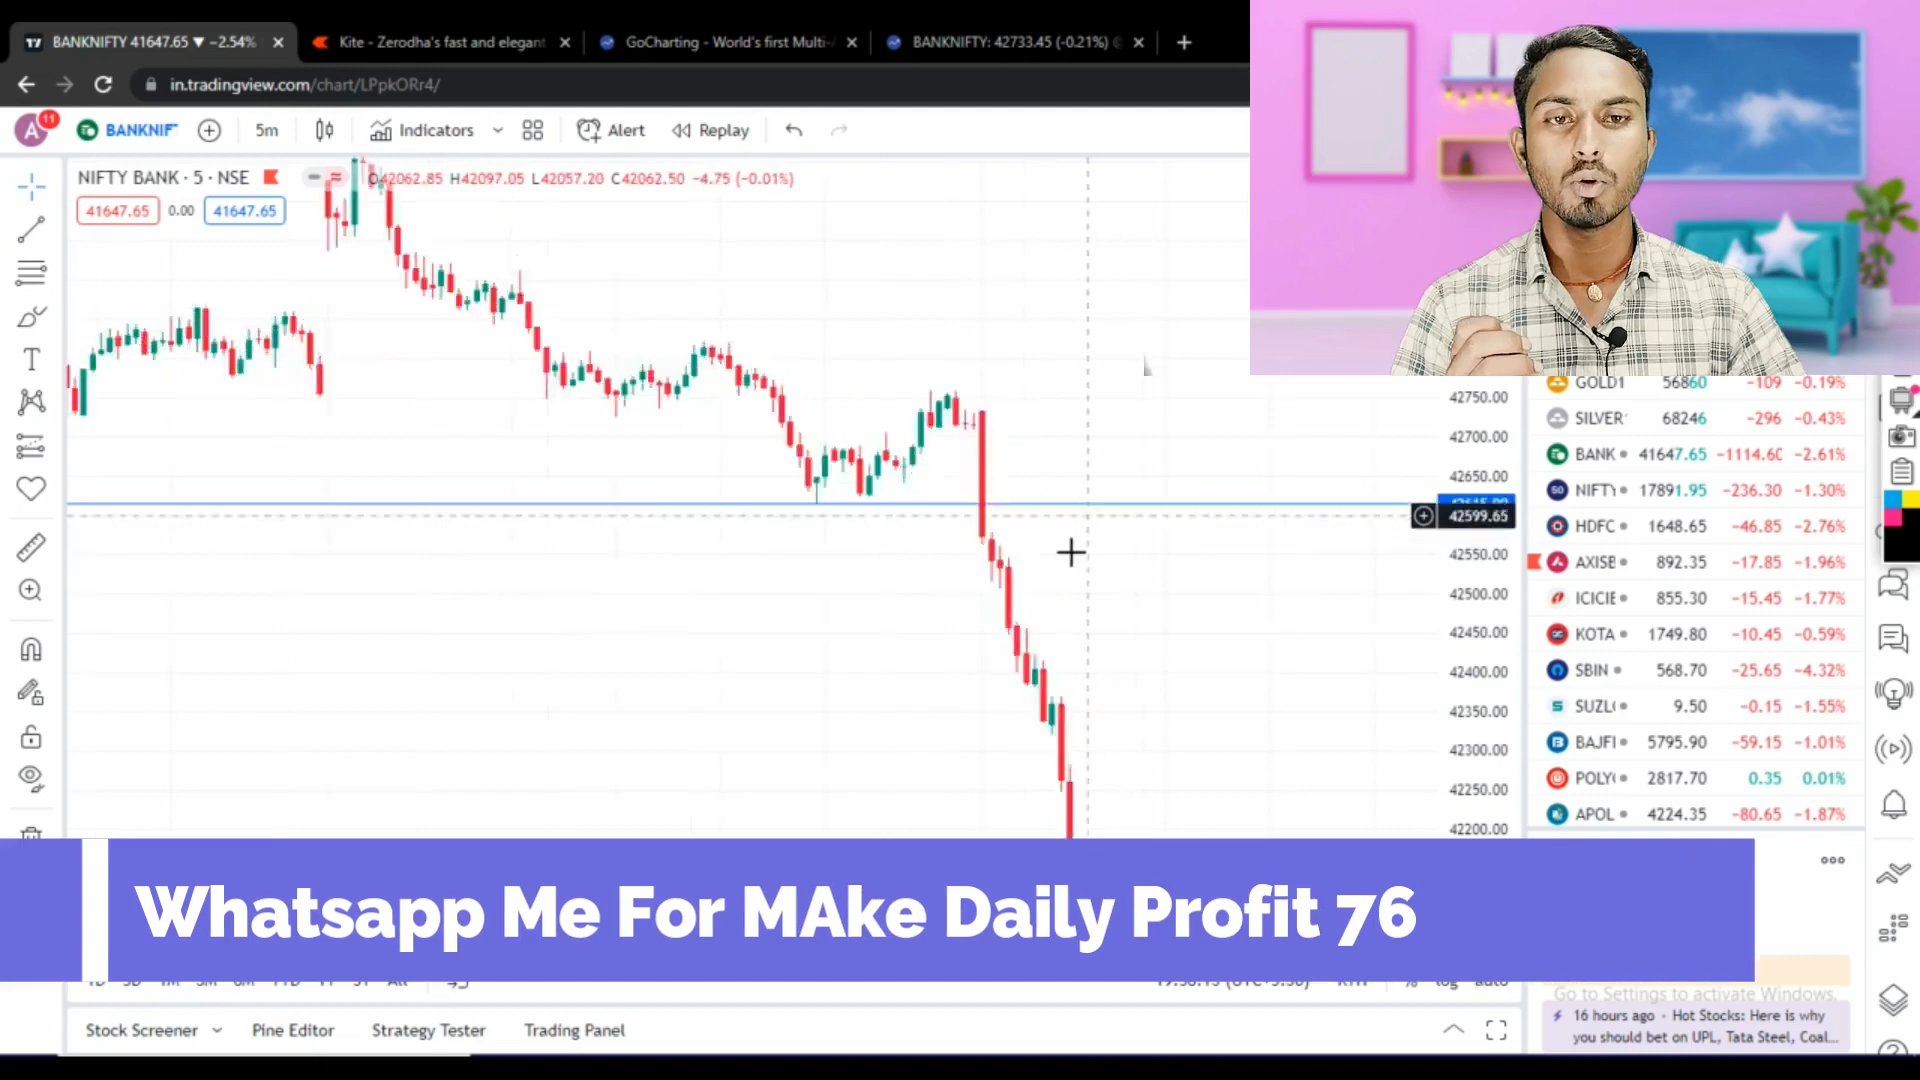 BANKNIFTY 41647.65 ▼ −2.54%
Kite - Zerodha's fast and elegant
GoCharting - World's first Multi-
BANKNIFTY: 42733.45 (-0.21%)
in.tradingview.com/chart/LPpkORr4/
A 11
BANKNIF
5m
Indicators
Alert
Replay
NIFTY BANK · 5 · NSE
O42062.85 H42097.05 L42057.20 C42062.50 −4.75 (−0.01%)
41647.65 0.00 41647.65
42750.00
42700.00
42650.00
42599.65
42550.00
42500.00
42450.00
42400.00
42350.00
42300.00
42250.00
42200.00
GOLD1 56860 −109 −0.19%
SILVER 68246 −296 −0.43%
BANK 41647.65 −1114.60 −2.61%
NIFTY 17891.95 −236.30 −1.30%
HDFC 1648.65 −46.85 −2.76%
AXISB 892.35 −17.85 −1.96%
ICICIB 855.30 −15.45 −1.77%
KOTA 1749.80 −10.45 −0.59%
SBIN 568.70 −25.65 −4.32%
SUZL 9.50 −0.15 −1.55%
BAJFI 5795.90 −59.15 −1.01%
POLY 2817.70 0.35 0.01%
APOL 4224.35 −80.65 −1.87%
Whatsapp Me For MAke Daily Profit 76
Go to Settings to activate Windows.
16 hours ago · Hot Stocks: Here is why
you should bet on UPL, Tata Steel, Coal...
Stock Screener
Pine Editor
Strategy Tester
Trading Panel